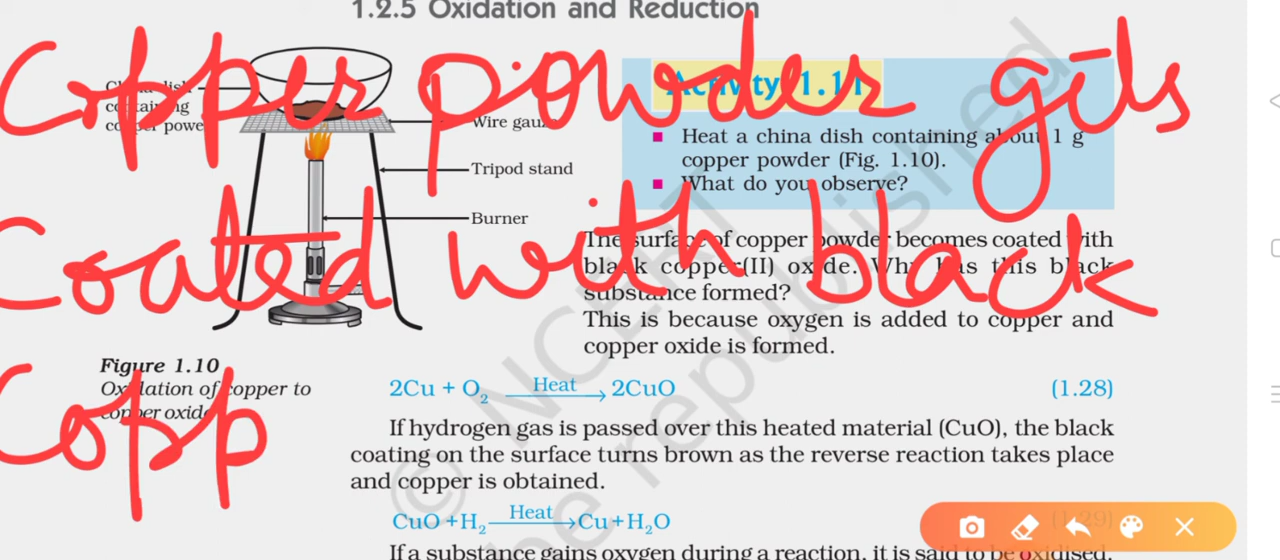 1.2.5 Oxidation and Reduction
Copper powder gits
coated with black
Copp
Wire gauze
Tripod stand
Burner
Activity 1.11
Heat a china dish containing about 1 g
copper powder (Fig. 1.10).
What do you observe?
The surface of copper powder becomes coated with
black copper(II) oxide. Why has this black
substance formed?
This is because oxygen is added to copper and
copper oxide is formed.
Figure 1.10
Oxidation of copper to
copper oxide
2Cu + O₂ Heat → 2CuO (1.28)
If hydrogen gas is passed over this heated material (CuO), the black
coating on the surface turns brown as the reverse reaction takes place
and copper is obtained.
CuO +H₂ Heat → Cu+H₂O (1.29)
If a substance gains oxygen during a reaction, it is said to be oxidised.